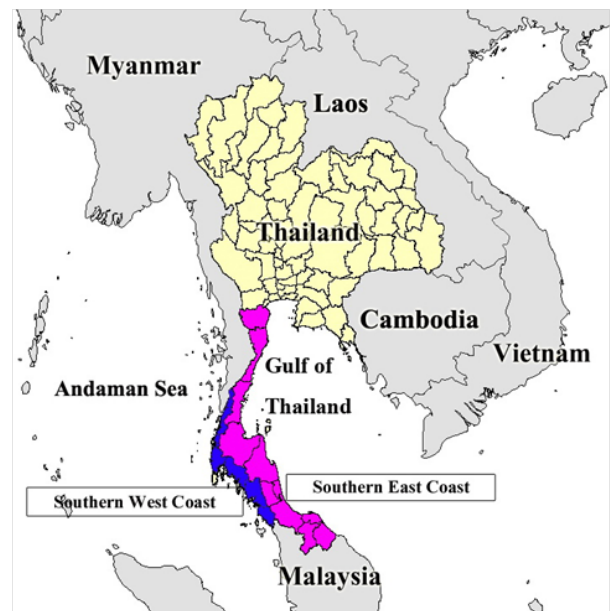 Myanmar
Laos
Thailand
Cambodia
Vietnam
Gulf of
Thailand
Andaman Sea
Southern East Coast
Southern West Coast
Malaysia